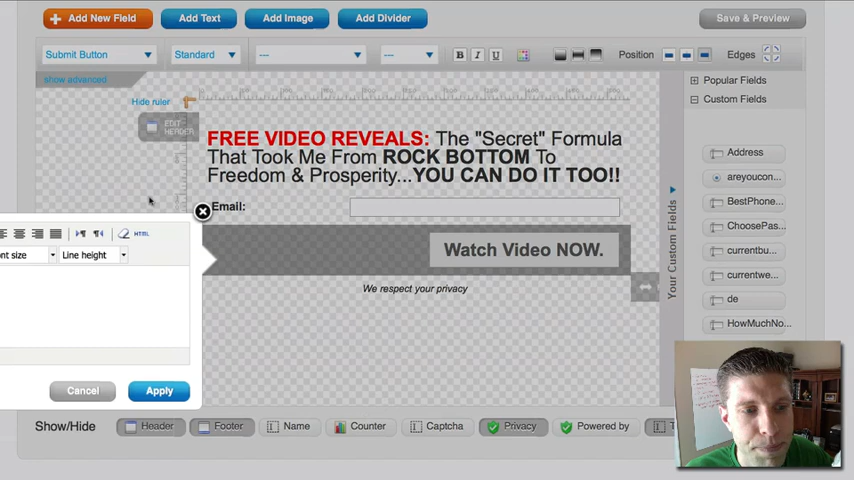 Add New Field
Add Text
Add Image
Add Divider
Save & Preview
Submit Button
Standard
---
---
B I U
Position
Edges
show advanced
Hide ruler
EDIT
HEADER
Popular Fields
Custom Fields
FREE VIDEO REVEALS: The "Secret" Formula
That Took Me From ROCK BOTTOM To
Freedom & Prosperity...YOU CAN DO IT TOO!!
Email:
Watch Video NOW.
We respect your privacy
HTML
ont size
Line height
Cancel
Apply
Your Custom Fields
Address
areyoucon...
BestPhone...
ChoosePas...
currentbu...
currentwe...
de
HowMuchNo...
Show/Hide
Header
Footer
Name
Counter
Captcha
Privacy
Powered by